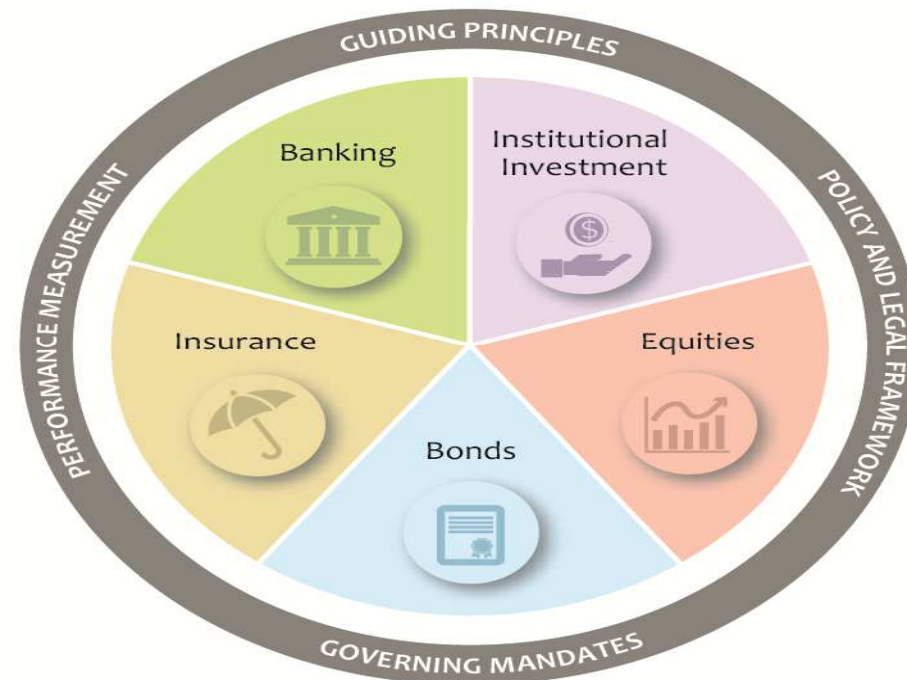 GUIDING PRINCIPLES
Banking
Institutional
Investment
PERFORMANCE MEASUREMENT
POLICY AND LEGAL FRAMEWORK
Insurance
Equities
Bonds
GOVERNING MANDATES
$